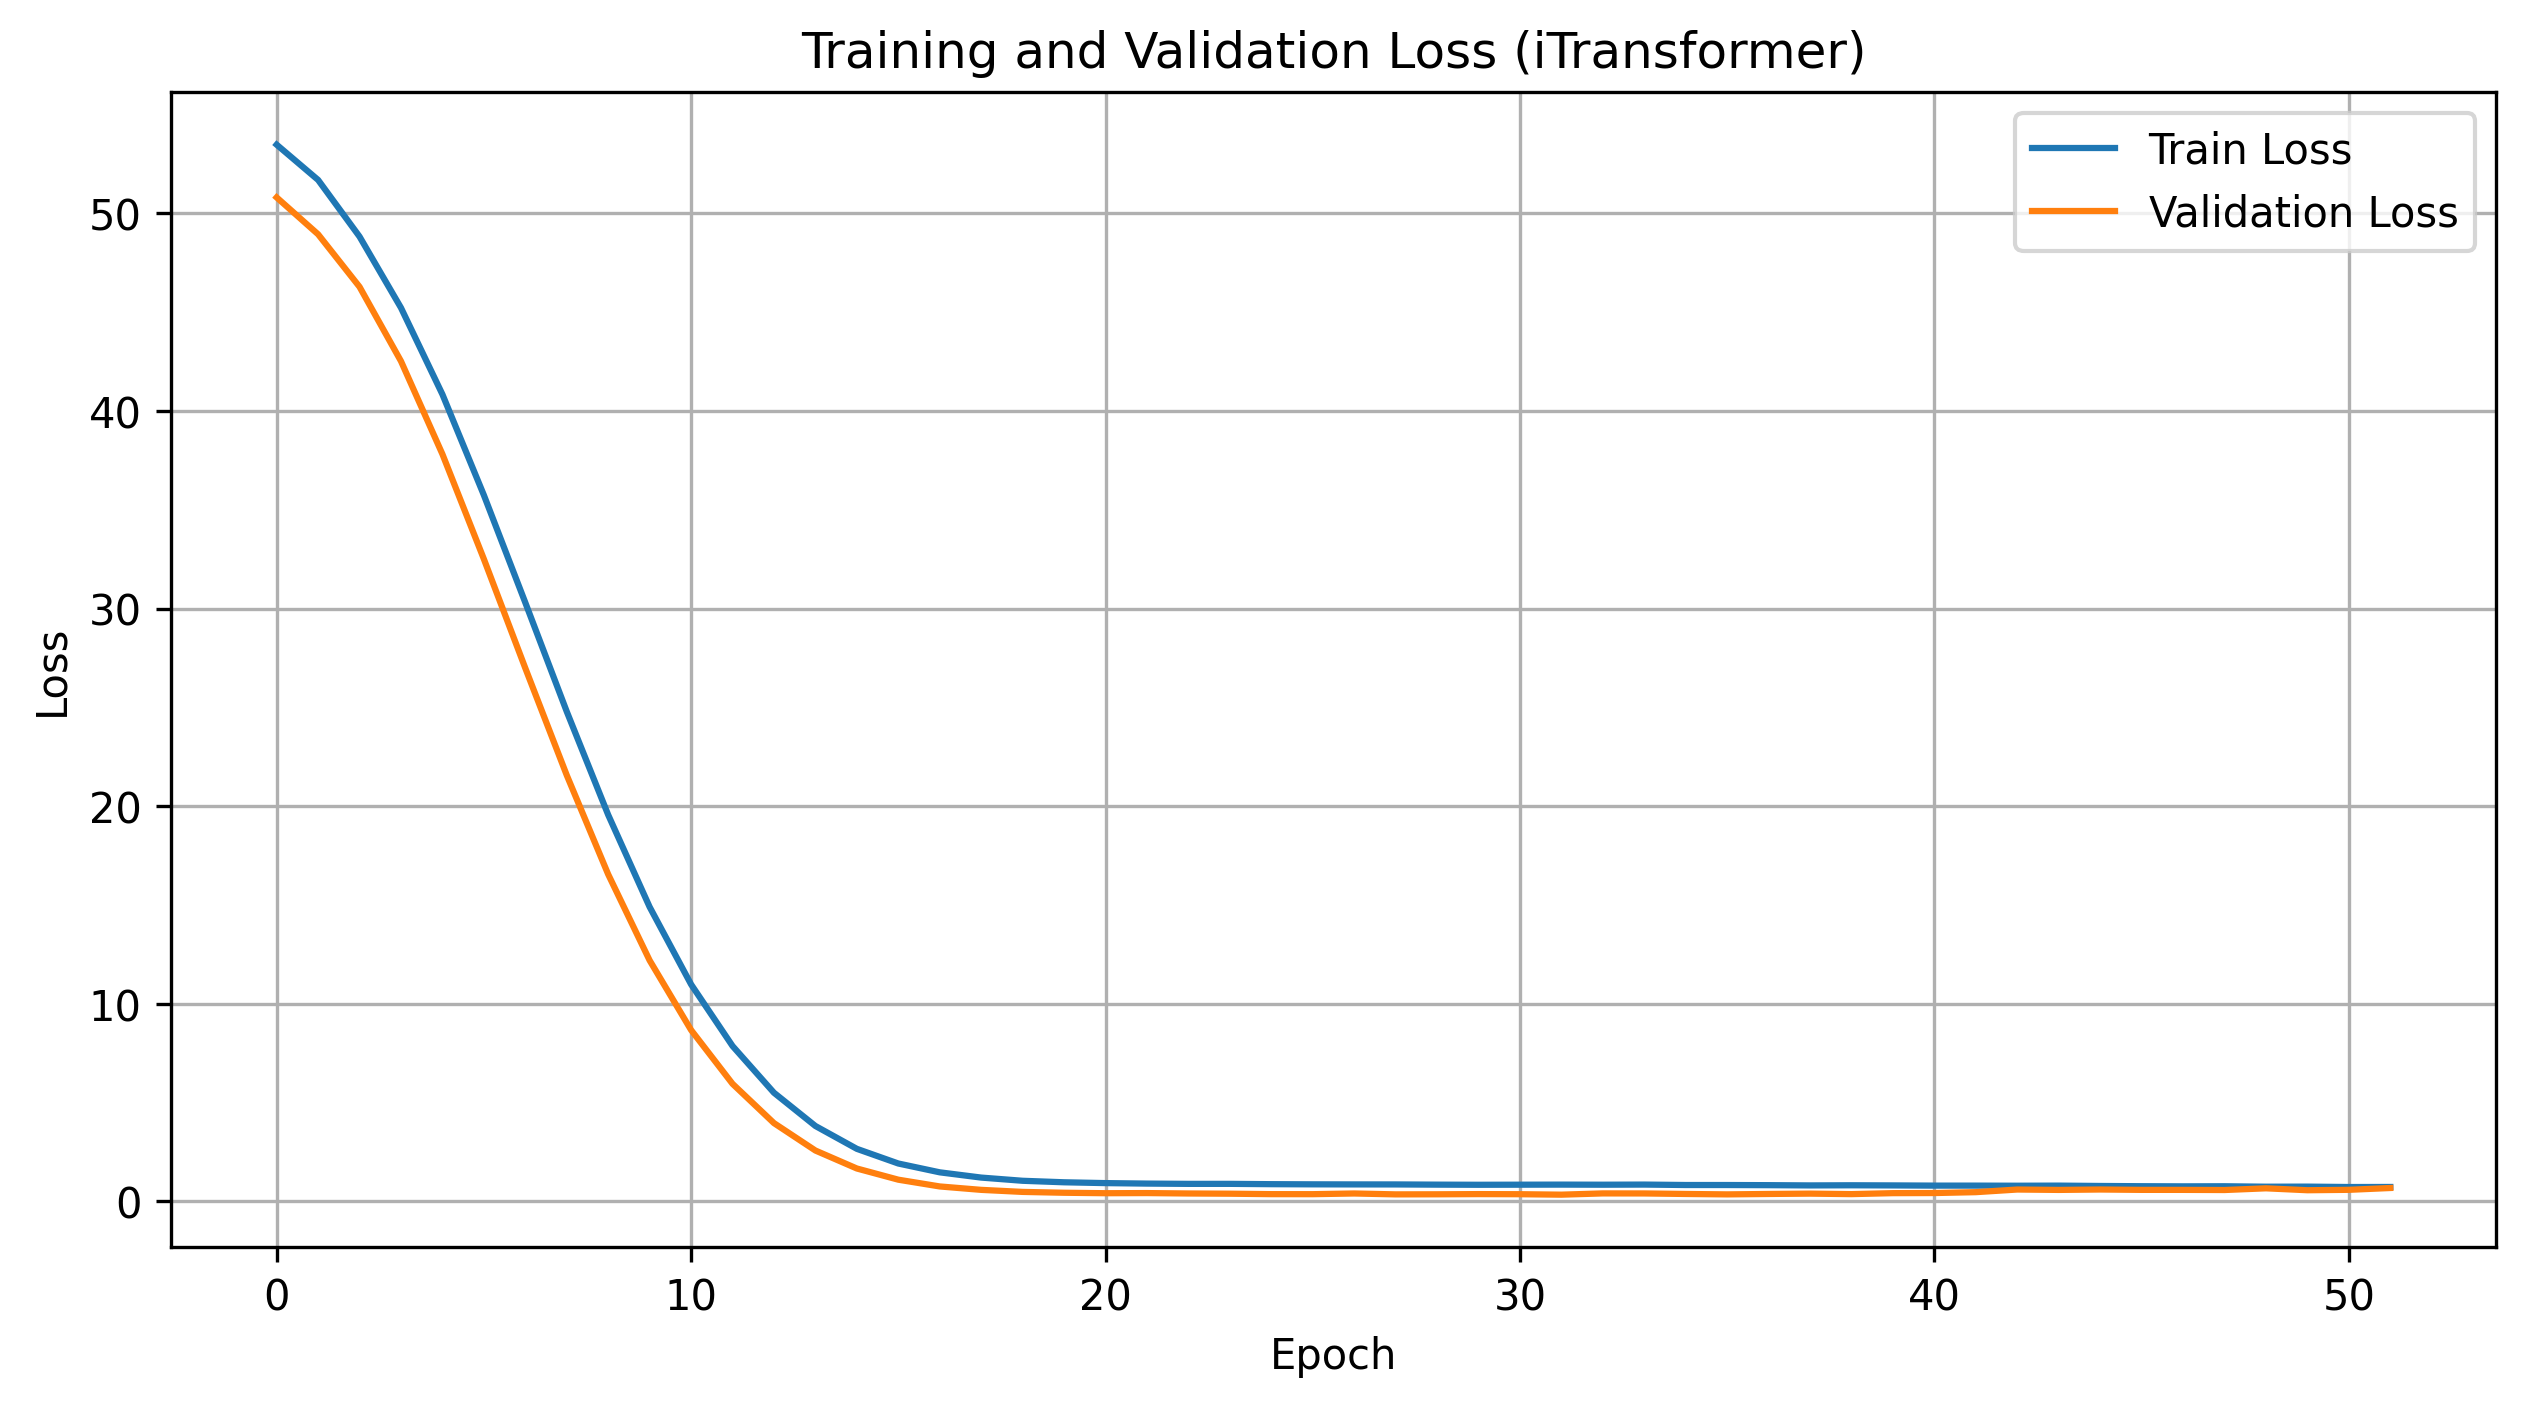 Training and Validation Loss (iTransformer)
Train Loss
Validation Loss
50
40
30
20
10
0
Loss
0 10 20 30 40 50
Epoch